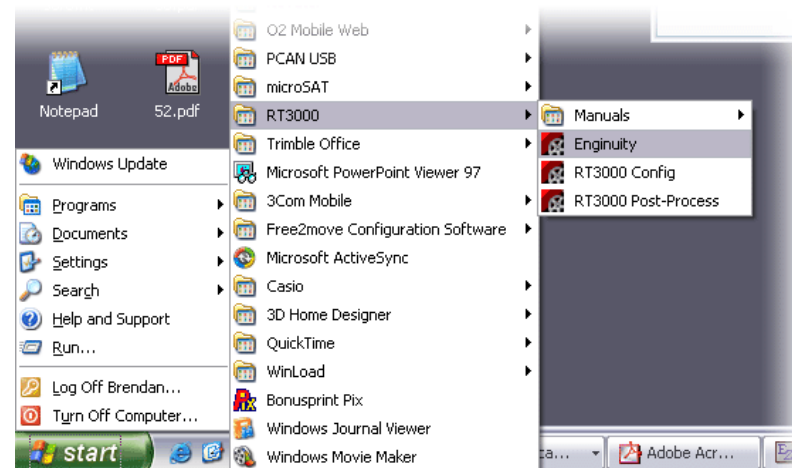 Notepad
PDF
Adobe
52.pdf
Windows Update
Programs
Documents
Settings
Search
Help and Support
Run...
Log Off Brendan...
Turn Off Computer...
start
O2 Mobile Web
PCAN USB
microSAT
RT3000
Trimble Office
Microsoft PowerPoint Viewer 97
3Com Mobile
Free2move Configuration Software
Microsoft ActiveSync
Casio
3D Home Designer
QuickTime
WinLoad
Bonusprint Pix
Windows Journal Viewer
Windows Movie Maker
Manuals
Enginuity
RT3000 Config
RT3000 Post-Process
Adobe Acr...